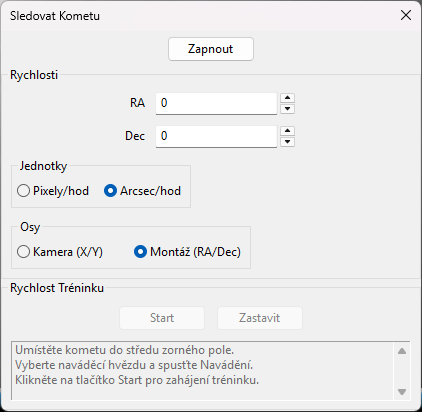 Sledovat Kometu
Zapnout
Rychlosti
RA 0
Dec 0
Jednotky
Pixely/hod Arcsec/hod
Osy
Kamera (X/Y) Montáž (RA/Dec)
Rychlost Tréninku
Start Zastavit
Umístěte kometu do středu zorného pole.
Vyberte naváděcí hvězdu a spusťte Navádění.
Klikněte na tlačítko Start pro zahájení tréninku.